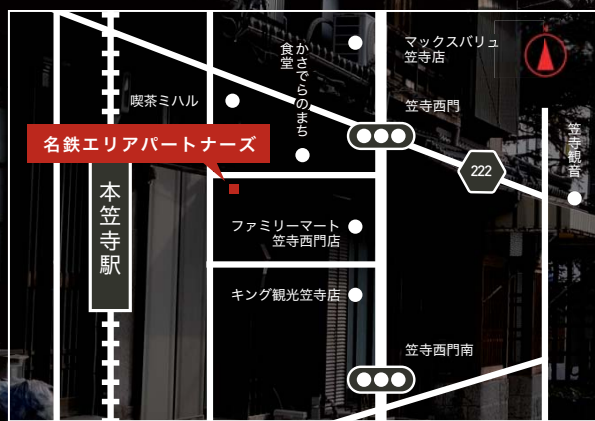 マックスバリュ
笠寺店
かさでらのまち
食堂
喫茶ミハル
笠寺西門
名鉄エリアパートナーズ
222
笠寺観音
本笠寺駅
ファミリーマート
笠寺西門店
キング観光笠寺店
笠寺西門南